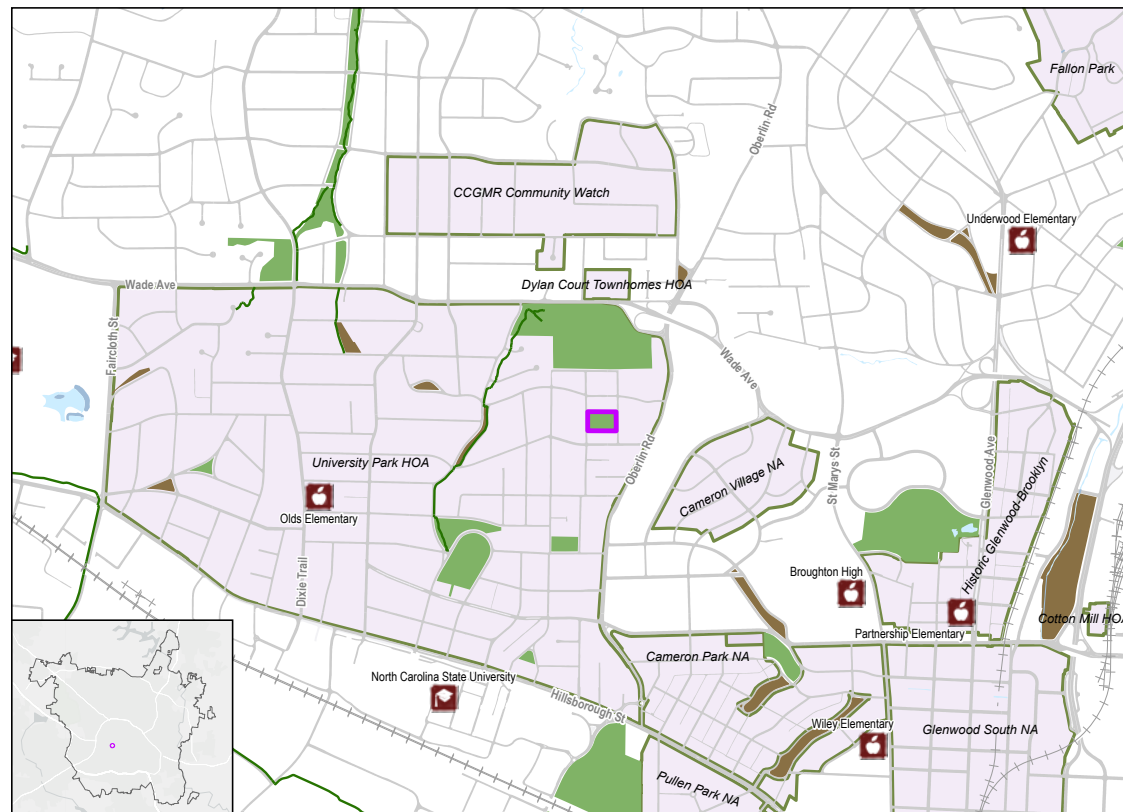 Fallon Park
Oberlin Rd
CCGMR Community Watch
Underwood Elementary
Wade Ave
Dylan Court Townhomes HOA
Faircloth St
Wade Ave
University Park HOA
Oberlin Rd
Cameron Village NA
St Marys St
Glenwood Ave
Historic Glenwood-Brooklyn
Olds Elementary
Dixie Trail
Broughton High
Partnership Elementary
Cotton Mill HOA
Cameron Park NA
North Carolina State University
Hillsborough St
Wiley Elementary
Glenwood South NA
Pullen Park NA